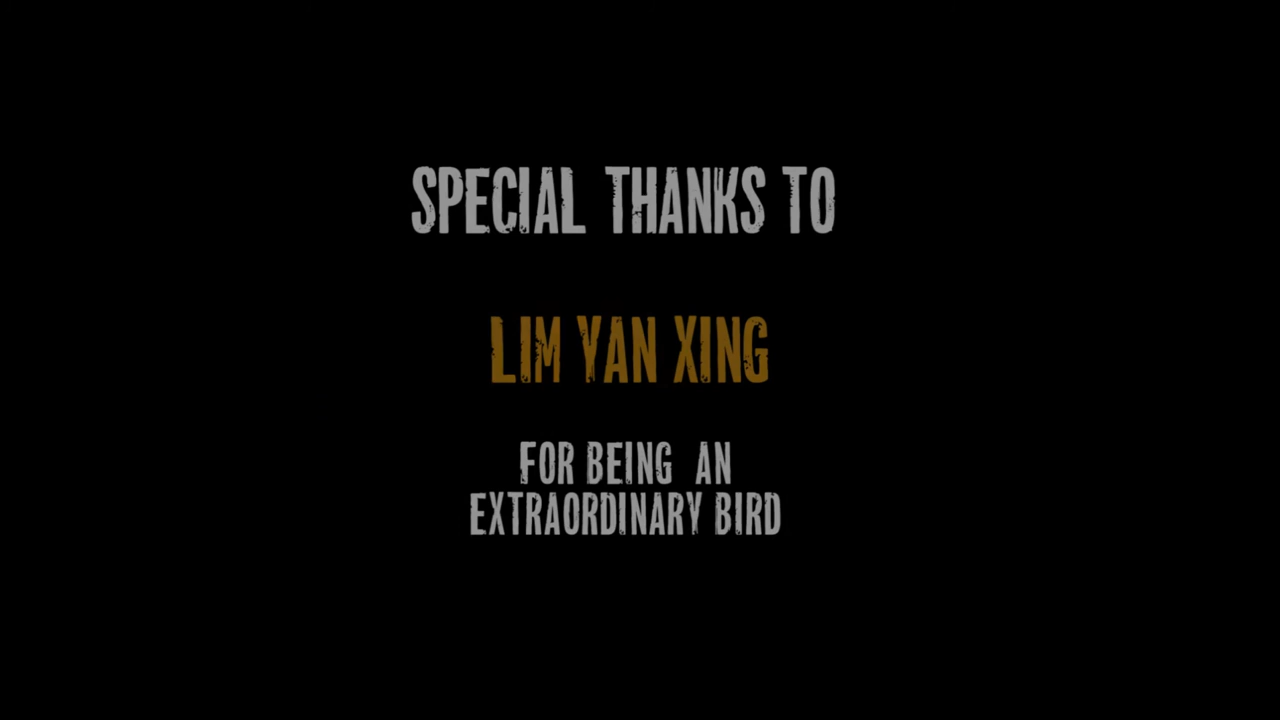 SPECIAL THANKS TO
LIM YAN XING
FOR BEING AN
EXTRAORDINARY BIRD